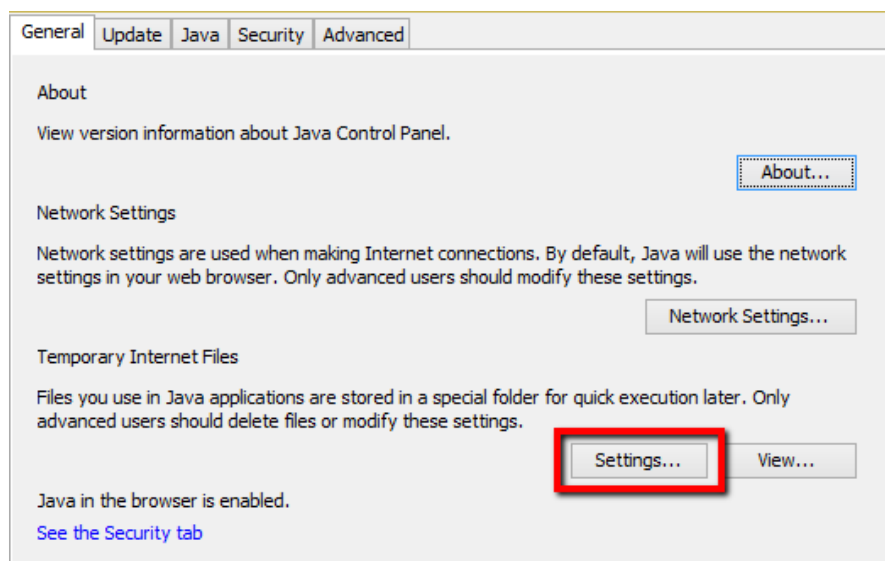 General Update Java Security Advanced
About
View version information about Java Control Panel.
About...
Network Settings
Network settings are used when making Internet connections. By default, Java will use the network
settings in your web browser. Only advanced users should modify these settings.
Network Settings...
Temporary Internet Files
Files you use in Java applications are stored in a special folder for quick execution later. Only
advanced users should delete files or modify these settings.
Settings... View...
Java in the browser is enabled.
See the Security tab